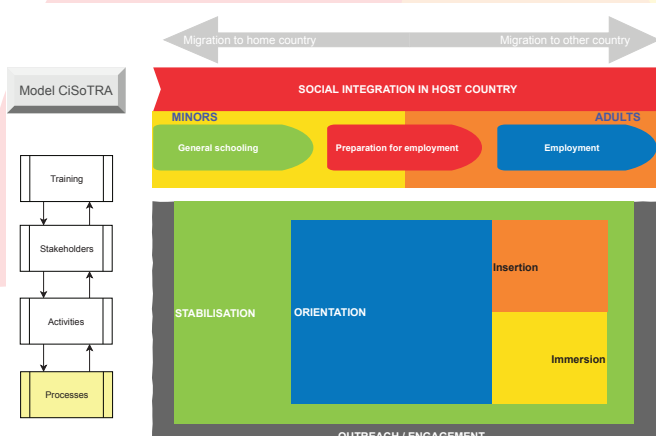 Migration to home country
Migration to other country
Model CiSoTRA
SOCIAL INTEGRATION IN HOST COUNTRY
MINORS
ADULTS
General schooling
Preparation for employment
Employment
Training
Stakeholders
Activities
Processes
STABILISATION
ORIENTATION
Insertion
Immersion
OUTREACH / ENGAGEMENT